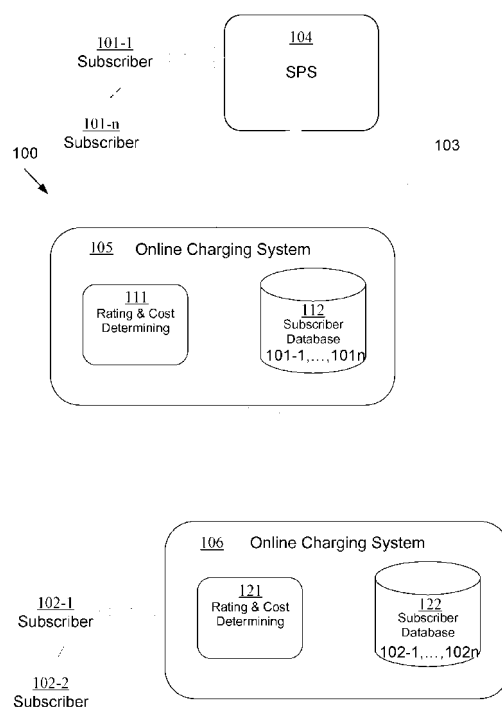 101-1
Subscriber
104
SPS
101-n
Subscriber
100
103
105 Online Charging System
111
Rating & Cost
Determining
112
Subscriber
Database
101-1,...,101n
106 Online Charging System
121
Rating & Cost
Determining
122
Subscriber
Database
102-1,...,102n
102-1
Subscriber
102-2
Subscriber